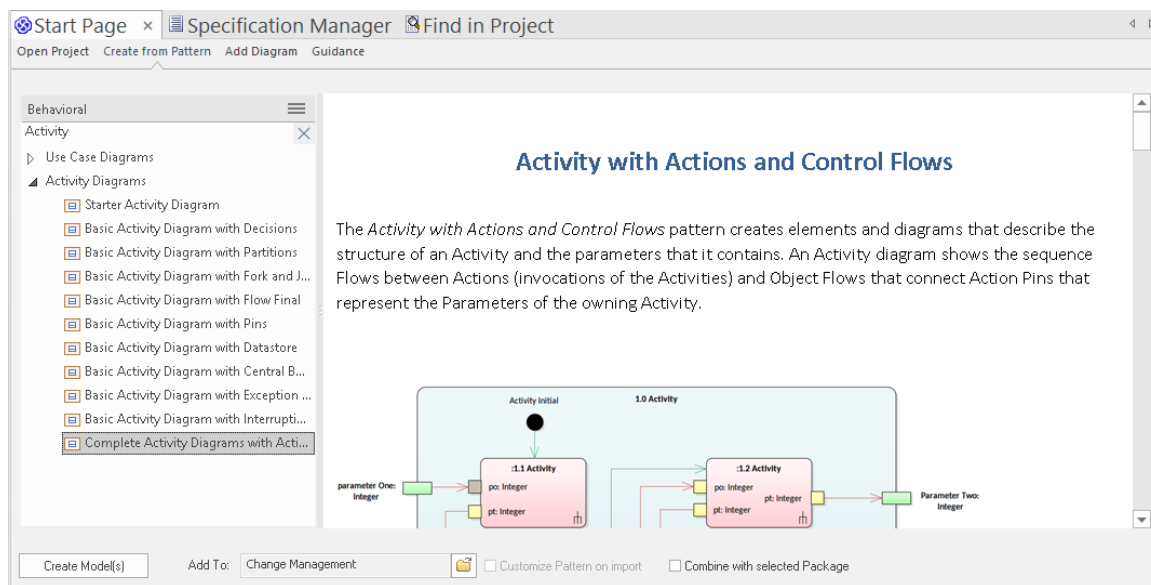 Start Page × Specification Manager Find in Project
Open Project Create from Pattern Add Diagram Guidance
Behavioral
Activity
Use Case Diagrams
Activity Diagrams
Starter Activity Diagram
Basic Activity Diagram with Decisions
Basic Activity Diagram with Partitions
Basic Activity Diagram with Fork and J...
Basic Activity Diagram with Flow Final
Basic Activity Diagram with Pins
Basic Activity Diagram with Datastore
Basic Activity Diagram with Central B...
Basic Activity Diagram with Exception ...
Basic Activity Diagram with Interrupti...
Complete Activity Diagrams with Acti...
Activity with Actions and Control Flows
The Activity with Actions and Control Flows pattern creates elements and diagrams that describe the
structure of an Activity and the parameters that it contains. An Activity diagram shows the sequence
Flows between Actions (invocations of the Activities) and Object Flows that connect Action Pins that
represent the Parameters of the owning Activity.
Activity Initial
1.0 Activity
:1.1 Activity
:1.2 Activity
parameter One:
Integer
po: Integer
pt: Integer
po: Integer
pt: Integer
pt: Integer
Parameter Two:
Integer
Create Model(s) Add To: Change Management Customize Pattern on import Combine with selected Package